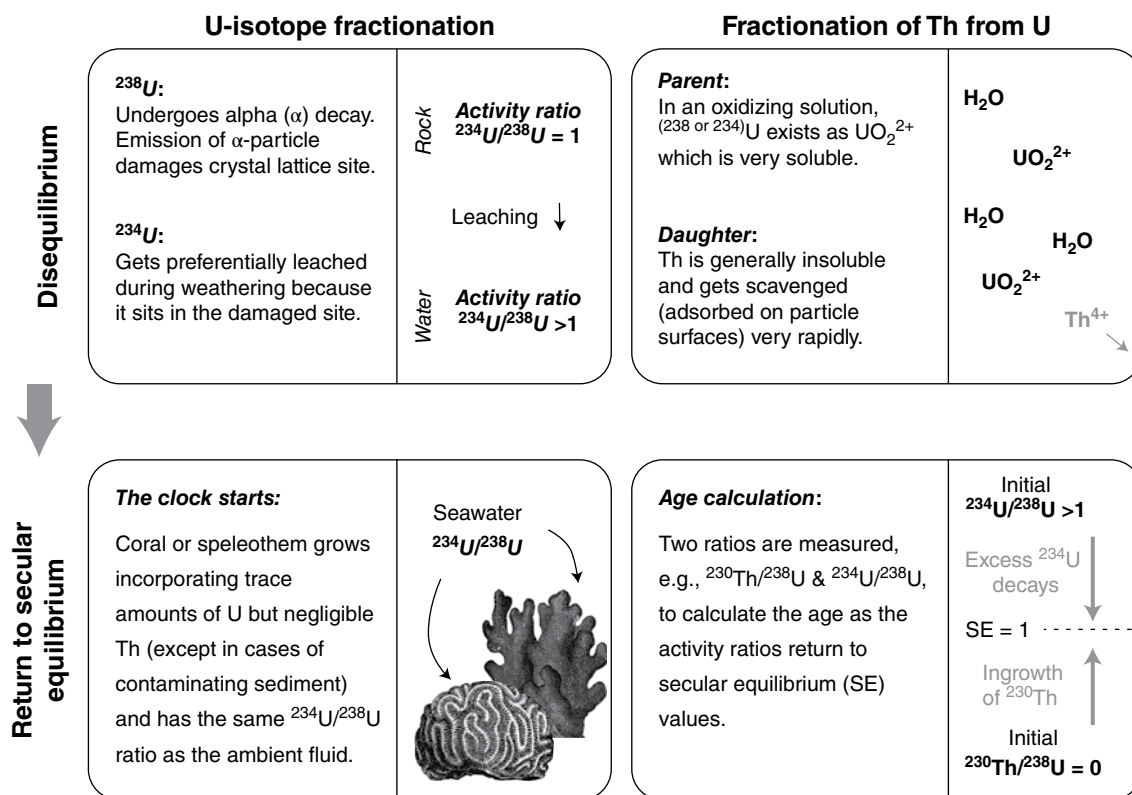 U-isotope fractionation
Fractionation of Th from U
Disequilibrium
²³⁸U:
Undergoes alpha (α) decay.
Emission of α-particle
damages crystal lattice site.
²³⁴U:
Gets preferentially leached
during weathering because
it sits in the damaged site.
Rock
Activity ratio
²³⁴U/²³⁸U = 1
Leaching
Water
Activity ratio
²³⁴U/²³⁸U >1
Parent:
In an oxidizing solution,
⁽²³⁸ ᵒʳ ²³⁴⁾U exists as UO₂²⁺
which is very soluble.
Daughter:
Th is generally insoluble
and gets scavenged
(adsorbed on particle
surfaces) very rapidly.
H₂O
UO₂²⁺
H₂O
H₂O
UO₂²⁺
Th⁴⁺
Return to secular
equilibrium
The clock starts:
Coral or speleothem grows
incorporating trace
amounts of U but negligible
Th (except in cases of
contaminating sediment)
and has the same ²³⁴U/²³⁸U
ratio as the ambient fluid.
Seawater
²³⁴U/²³⁸U
Age calculation:
Two ratios are measured,
e.g., ²³⁰Th/²³⁸U & ²³⁴U/²³⁸U,
to calculate the age as the
activity ratios return to
secular equilibrium (SE)
values.
Initial
²³⁴U/²³⁸U >1
Excess ²³⁴U
decays
SE = 1
Ingrowth
of ²³⁰Th
Initial
²³⁰Th/²³⁸U = 0